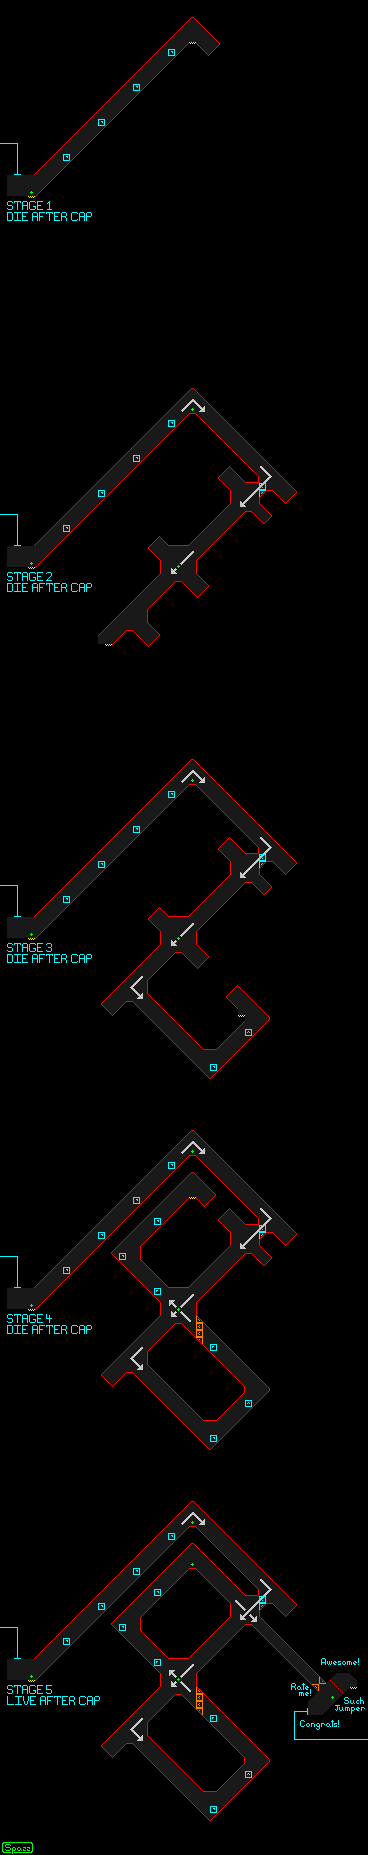 STAGE 1
DIE AFTER CAP
STAGE 2
DIE AFTER CAP
STAGE 3
DIE AFTER CAP
STAGE 4
DIE AFTER CAP
STAGE 5
LIVE AFTER CAP
Awesome!
Rate
me!
Such
Jumper
Congrats!
Spazz